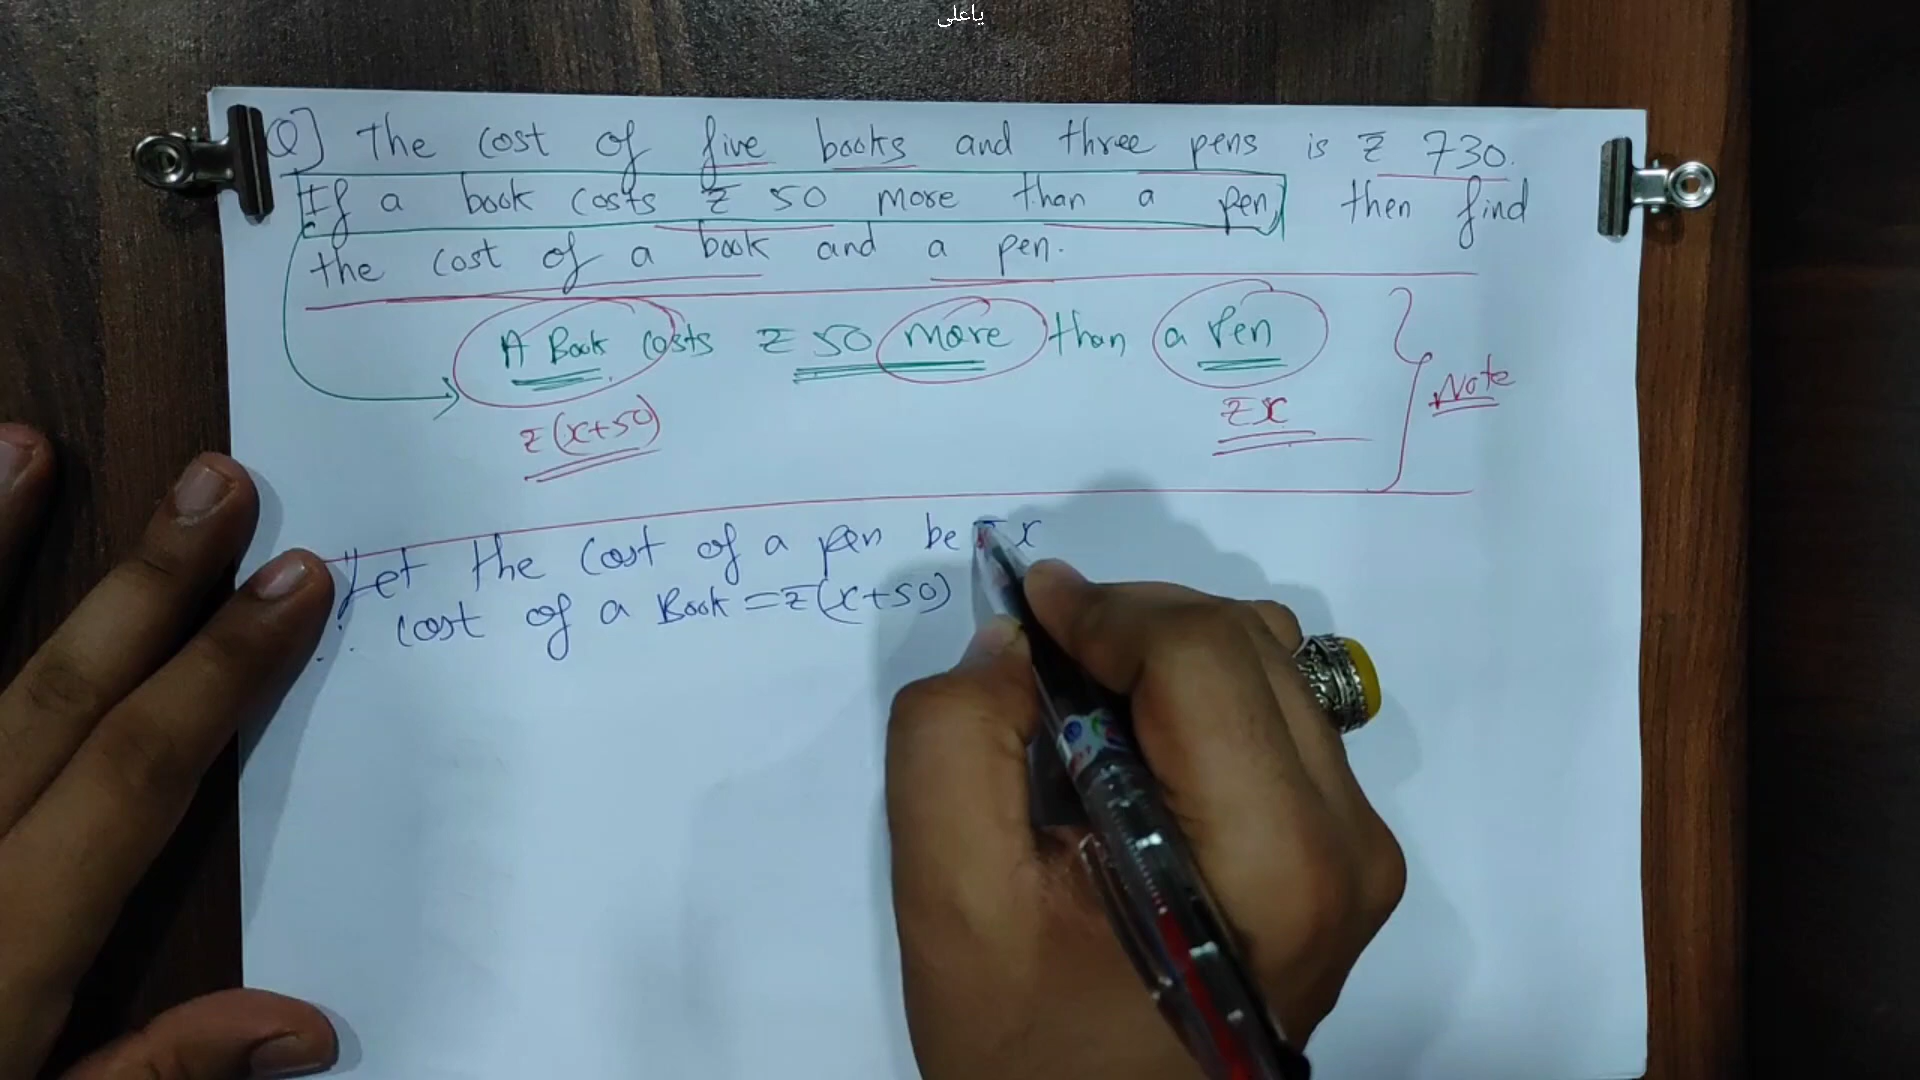 ياعلی
Q] The cost of five books and three pens is ₹ 730.
If a book costs ₹ 50 more than a pen, then find
the cost of a book and a pen.
A Book costs ₹ 50 more than a Pen
₹(x+50) ₹x
Note
Let the cost of a pen be ₹ x
∴ cost of a Book = ₹(x+50)